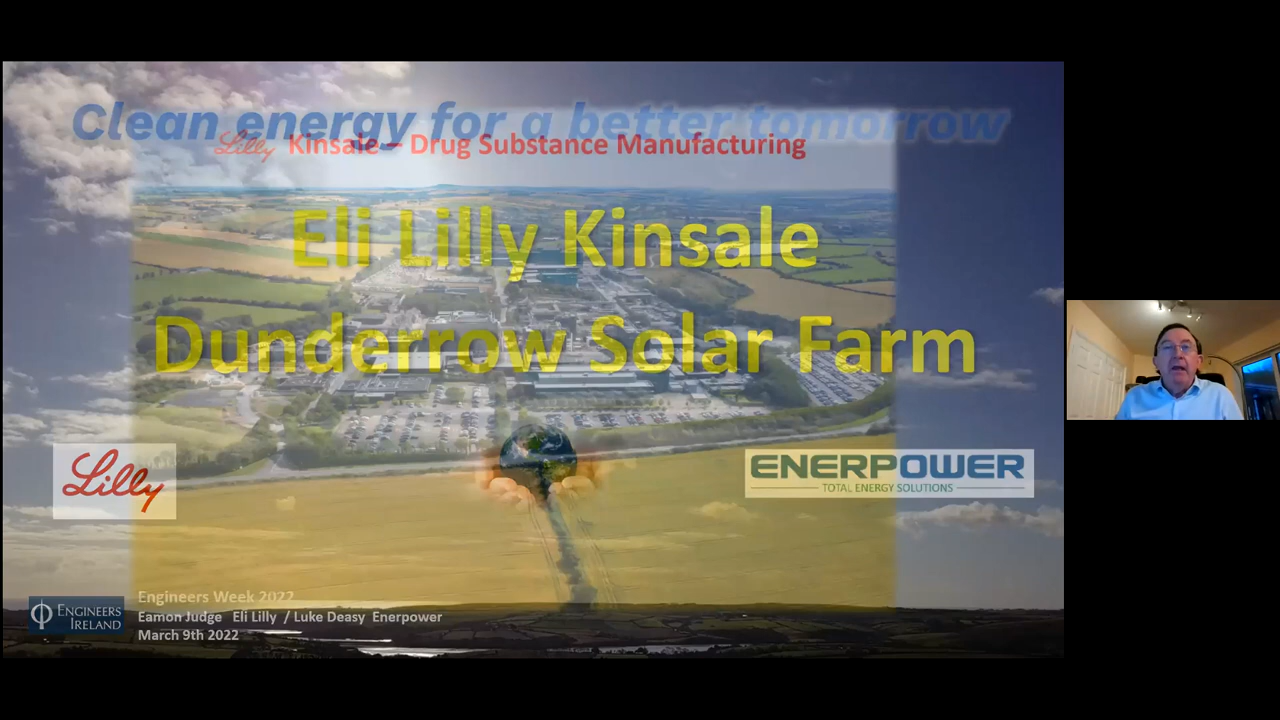 Clean energy for a better tomorrow
Lilly Kinsale – Drug Substance Manufacturing
Eli Lilly Kinsale
Dunderrow Solar Farm
Lilly
ENERPOWER
TOTAL ENERGY SOLUTIONS
ENGINEERS
IRELAND
Engineers Week 2022
Eamon Judge Eli Lilly / Luke Deasy Enerpower
March 9th 2022